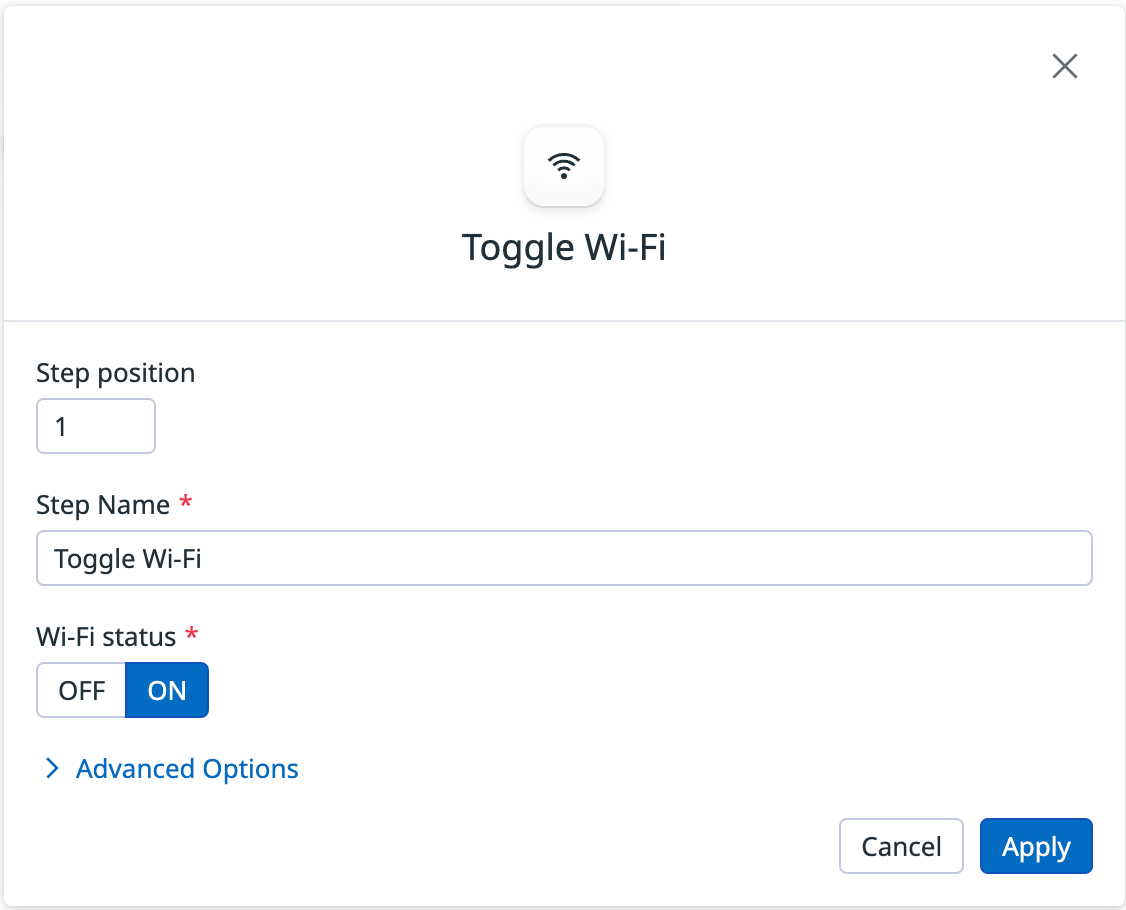 Toggle Wi-Fi
Step position
1
Step Name *
Toggle Wi-Fi
Wi-Fi status *
OFF ON
Advanced Options
Cancel Apply